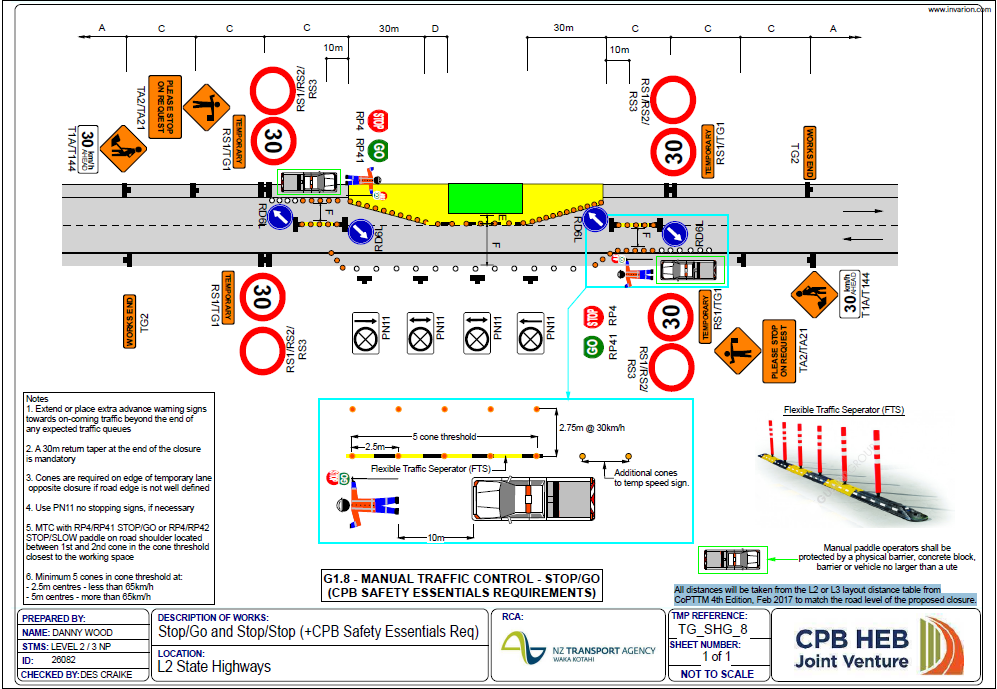 www.invarion.com
A C C C 30m D 30m C C C A
10m 10m
T1A/T144
30 km/h AHEAD
TA2/TA21
PLEASE STOP
ON REQUEST
RS1/TG1
TEMPORARY
30
RS1/RS2/
RS3
RP4 RP41
STOP
GO
RS1/RS2/
RS3
30
TEMPORARY
RS1/TG1
TG2
WORKS END
RD6L
F
RD6L
E
F
RD6L
F
RD6L
WORKS END
TG2
RS1/TG1
TEMPORARY
30
RS1/RS2/
RS3
PN11
PN11
PN11
PN11
STOP
GO
RP41 RP4
RS1/RS2/
RS3
30
TEMPORARY
RS1/TG1
PLEASE STOP
ON REQUEST
TA2/TA21
30 km/h AHEAD
T1A/T144
Notes
1. Extend or place extra advance warning signs
towards on-coming traffic beyond the end of
any expected traffic queues
2. A 30m return taper at the end of the closure
is mandatory
3. Cones are required on edge of temporary lane
opposite closure if road edge is not well defined
4. Use PN11 no stopping signs, if necessary
5. MTC with RP4/RP41 STOP/GO or RP4/RP42
STOP/SLOW paddle on road shoulder located
between 1st and 2nd cone in the cone threshold
closest to the working space
6. Minimum 5 cones in cone threshold at:
- 2.5m centres - less than 65km/h
- 5m centres - more than 65km/h
5 cone threshold
2.5m
2.75m @ 30km/h
Flexible Traffic Seperator (FTS)
Additional cones
to temp speed sign.
10m
Flexible Traffic Seperator (FTS)
Manual paddle operators shall be
protected by a physical barrier, concrete block,
barrier or vehicle no larger than a ute
G1.8 - MANUAL TRAFFIC CONTROL - STOP/GO
(CPB SAFETY ESSENTIALS REQUIREMENTS)
All distances will be taken from the L2 or L3 layout distance table from
CoPTTM 4th Edition, Feb 2017 to match the road level of the proposed closure.
PREPARED BY:
NAME: DANNY WOOD
STMS: LEVEL 2 / 3 NP
ID: 26082
CHECKED BY:DES CRAIKE
DESCRIPTION OF WORKS:
Stop/Go and Stop/Stop (+CPB Safety Essentials Req)
LOCATION:
L2 State Highways
RCA:
NZ TRANSPORT AGENCY
WAKA KOTAHI
TMP REFERENCE:
TG_SHG_8
SHEET NUMBER:
1 of 1
NOT TO SCALE
CPB HEB
Joint Venture